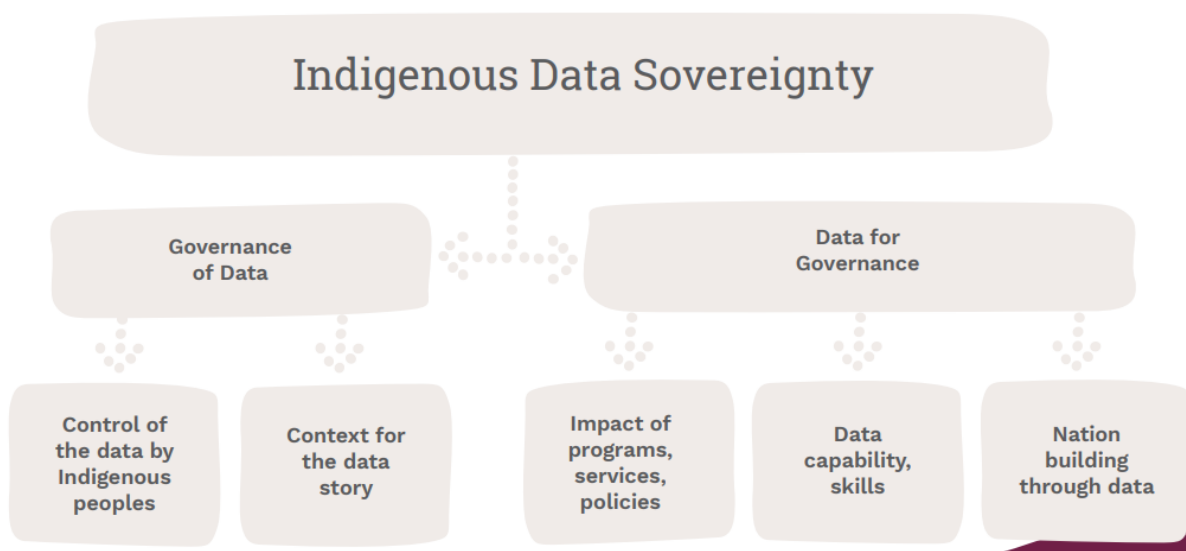 Indigenous Data Sovereignty
Governance
of Data
Data for
Governance
Control of
the data by
Indigenous
peoples
Context for
the data
story
Impact of
programs,
services,
policies
Data
capability,
skills
Nation
building
through data